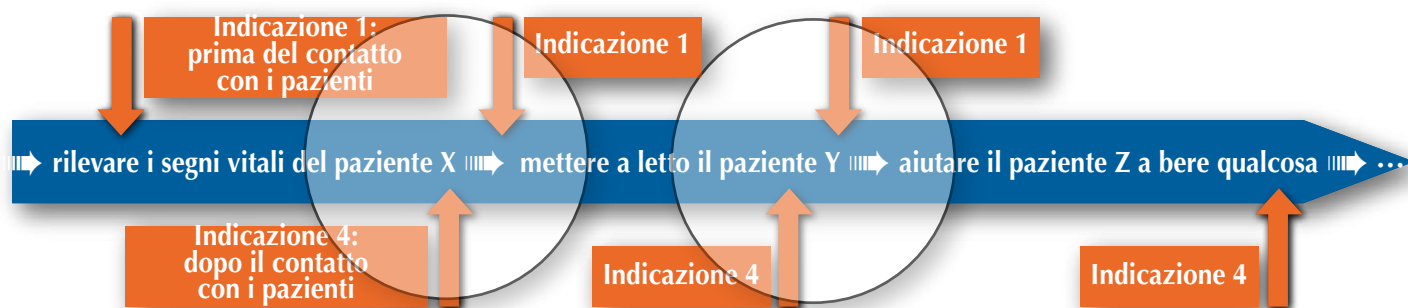 Indicazione 1:
prima del contatto
con i pazienti
Indicazione 1
Indicazione 1
rilevare i segni vitali del paziente X mettere a letto il paziente Y aiutare il paziente Z a bere qualcosa ...
Indicazione 4:
dopo il contatto
con i pazienti
Indicazione 4
Indicazione 4